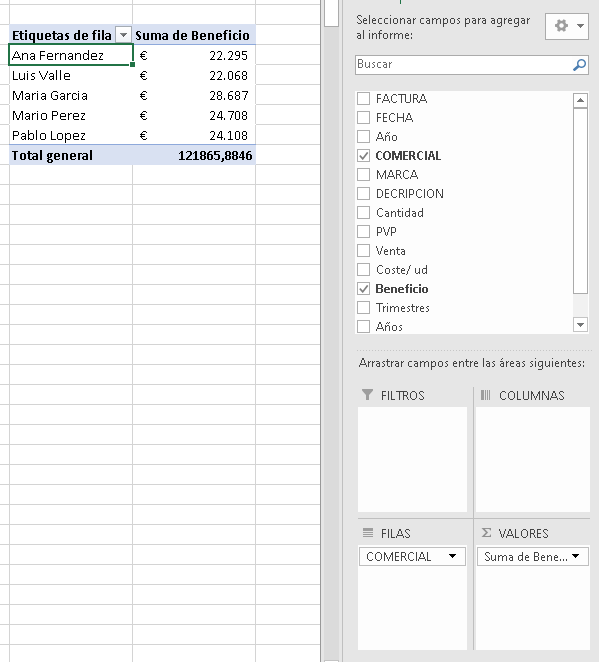 Etiquetas de fila Suma de Beneficio
Ana Fernandez € 22.295
Luis Valle € 22.068
Maria Garcia € 28.687
Mario Perez € 24.708
Pablo Lopez € 24.108
Total general 121865,8846
Seleccionar campos para agregar
al informe:
Buscar
FACTURA
FECHA
Año
COMERCIAL
MARCA
DECRIPCION
Cantidad
PVP
Venta
Coste/ ud
Beneficio
Trimestres
Años
Arrastrar campos entre las áreas siguientes:
FILTROS
COLUMNAS
FILAS
Σ VALORES
COMERCIAL
Suma de Bene...